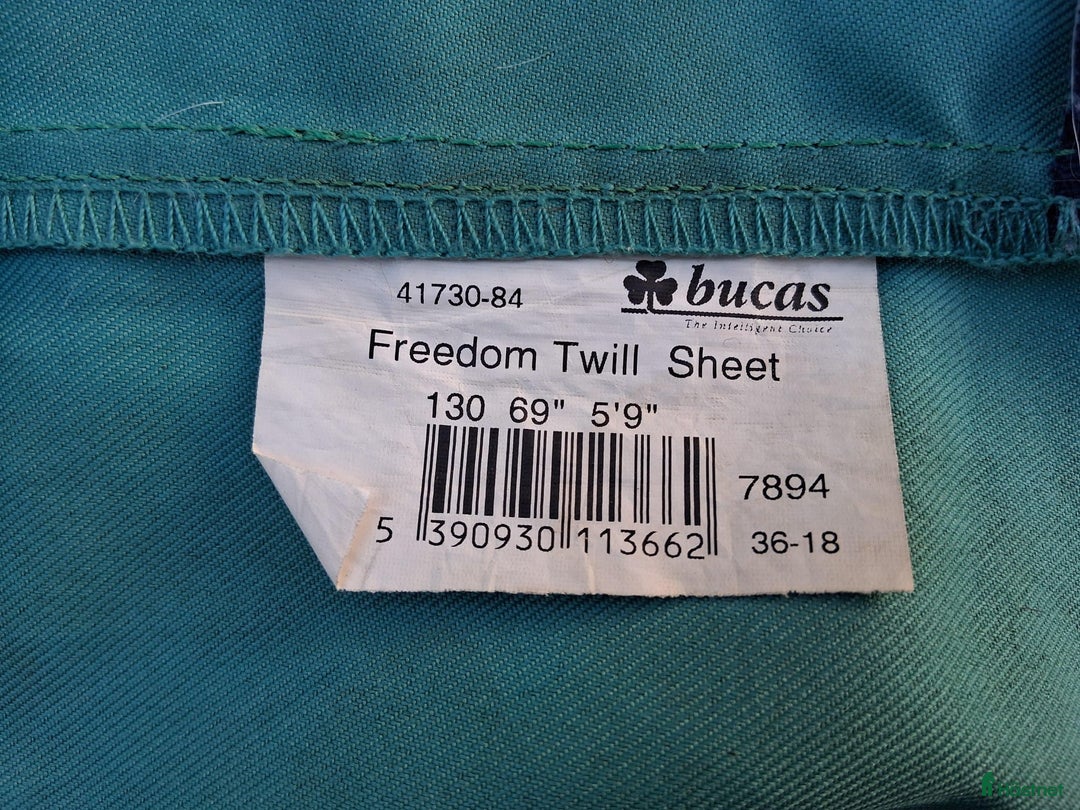 41730-84
bucas
The Intelligent Choice
Freedom Twill Sheet
130 69" 5'9"
7894
5 390930 113662
36-18